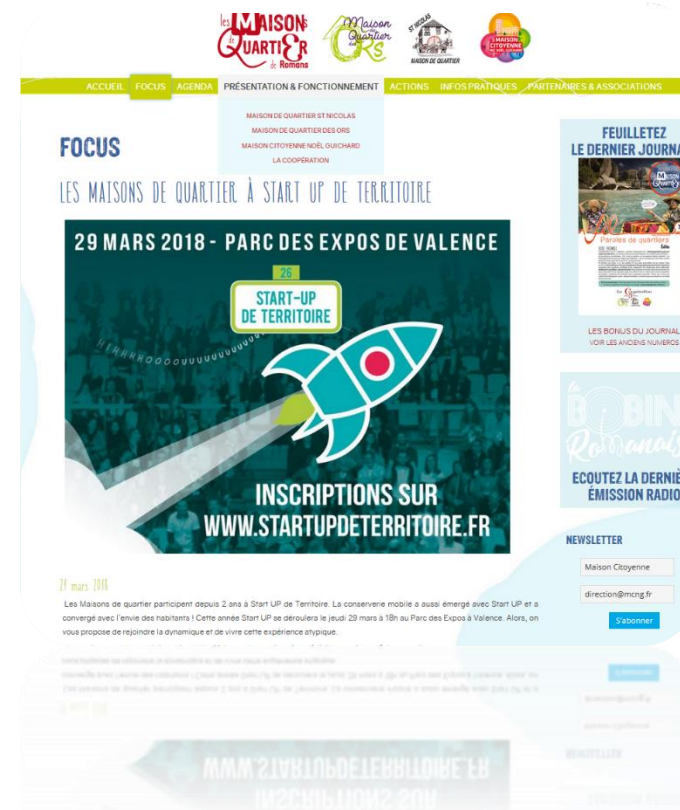 les MAISONS de
QUARTIER
de Romans
Maison de Quartier des ORS
ST NICOLAS
MAISON DE QUARTIER
MAISON CITOYENNE NOËL GUICHARD
ACCUEIL FOCUS AGENDA PRÉSENTATION & FONCTIONNEMENT ACTIONS INFOS PRATIQUES PARTENAIRES & ASSOCIATIONS
MAISON DE QUARTIER ST NICOLAS
MAISON DE QUARTIER DES ORS
MAISON CITOYENNE NOËL GUICHARD
LA COOPÉRATION
FOCUS
LES MAISONS DE QUARTIER À START UP DE TERRITOIRE
29 MARS 2018 - PARC DES EXPOS DE VALENCE
26
START-UP
DE TERRITOIRE
INSCRIPTIONS SUR
WWW.STARTUPDETERRITOIRE.FR
29 mars 2018
Les Maisons de quartier participent depuis 2 ans à Start UP de Territoire. La conserverie mobile a aussi émergé avec Start UP et a
convergé avec l'envie des habitants ! Cette année Start UP se déroulera le jeudi 29 mars à 18h au Parc des Expos à Valence. Alors, on
vous propose de rejoindre la dynamique et de vivre cette expérience atypique.
FEUILLETEZ
LE DERNIER JOURNA
Paroles de quartiers
LES BONUS DU JOURNAL
VOIR LES ANCIENS NUMÉROS
la
BOBIN
Romanais
ECOUTEZ LA DERNIÈ
ÉMISSION RADIO
NEWSLETTER
Maison Citoyenne
direction@mcng.fr
S'abonner